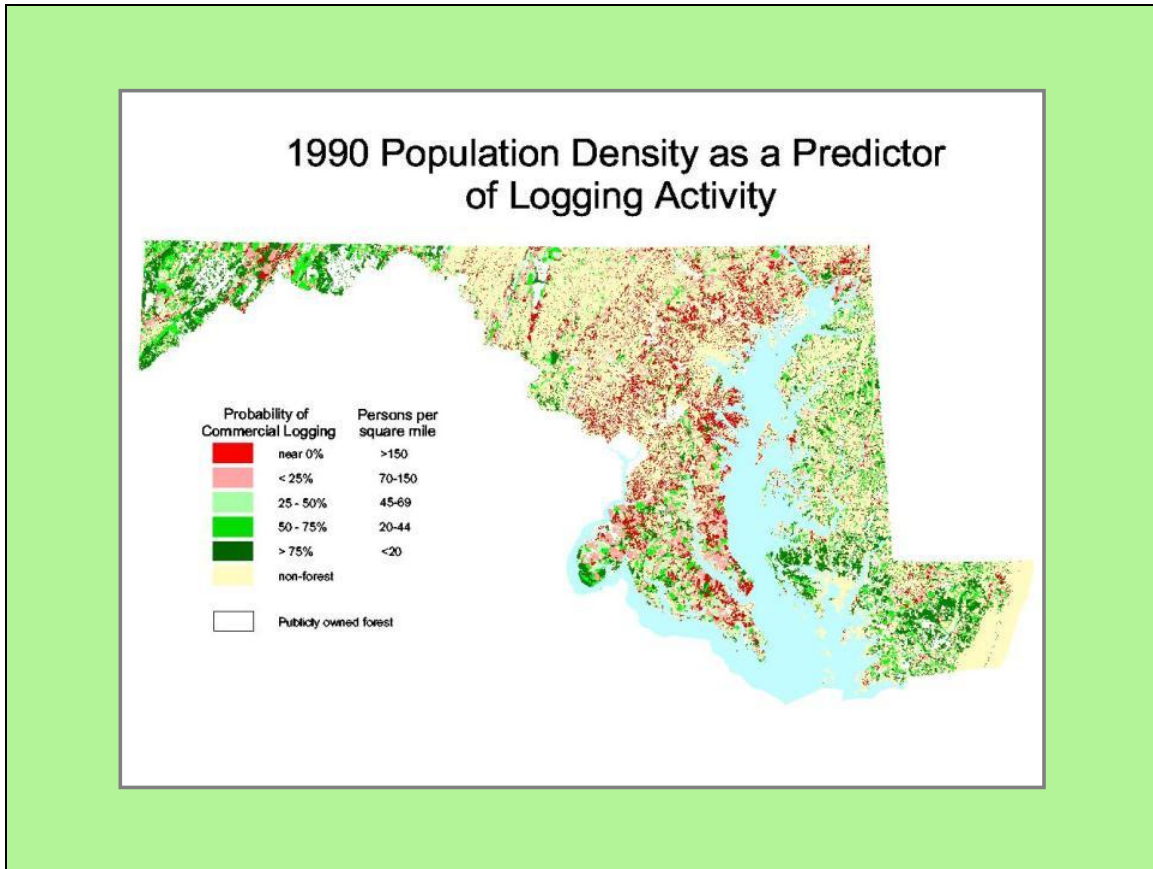 1990 Population Density as a Predictor
of Logging Activity
Probability of
Commercial Logging
Persons per
square mile
near 0% >150
< 25% 70-150
25 - 50% 45-69
50 - 75% 20-44
> 75% <20
non-forest
Publicly owned forest